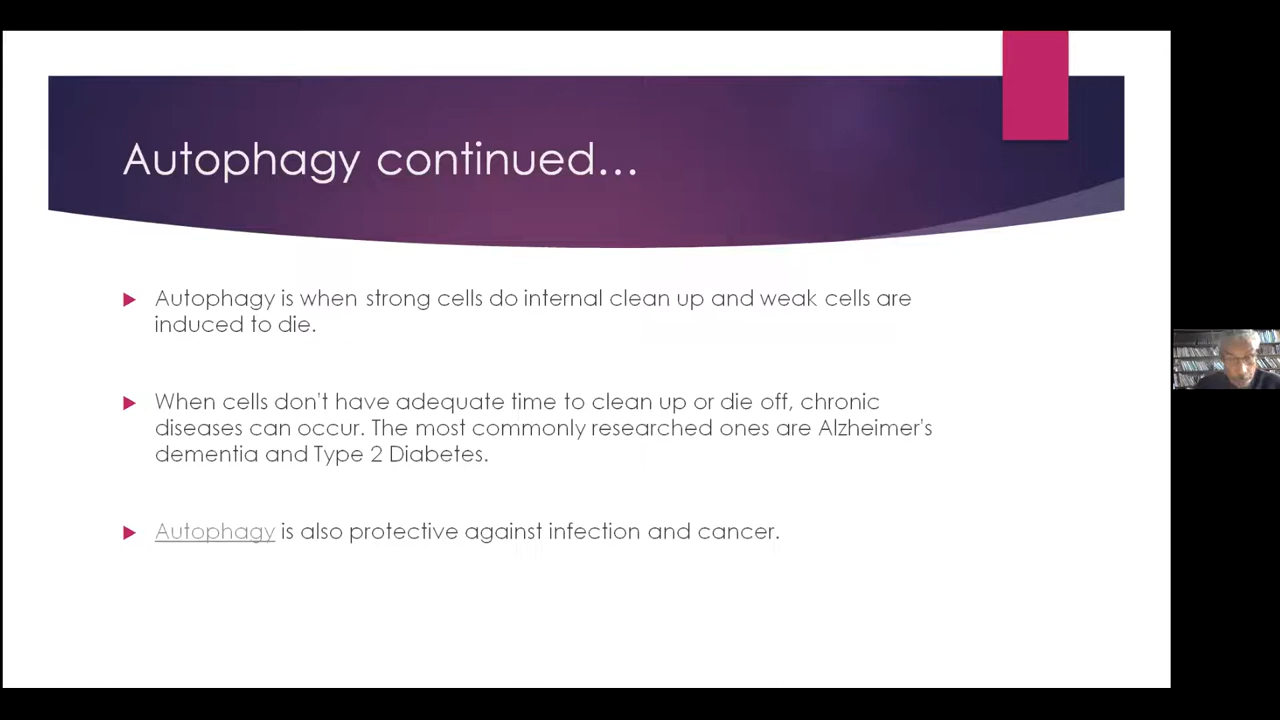 Autophagy continued...
Autophagy is when strong cells do internal clean up and weak cells are
induced to die.
When cells don't have adequate time to clean up or die off, chronic
diseases can occur. The most commonly researched ones are Alzheimer's
dementia and Type 2 Diabetes.
Autophagy is also protective against infection and cancer.